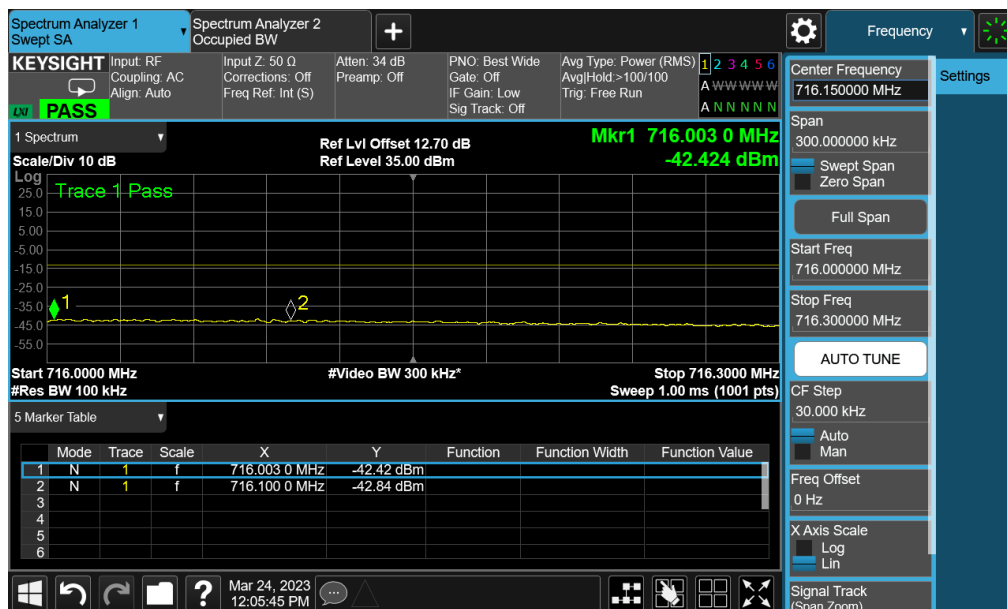 Spectrum Analyzer 1
Swept SA
Spectrum Analyzer 2
Occupied BW
+
Frequency
KEYSIGHT
LXI PASS
Input: RF
Coupling: AC
Align: Auto
Input Z: 50 Ω
Corrections: Off
Freq Ref: Int (S)
Atten: 34 dB
Preamp: Off
PNO: Best Wide
Gate: Off
IF Gain: Low
Sig Track: Off
Avg Type: Power (RMS)
Avg|Hold:>100/100
Trig: Free Run
1 2 3 4 5 6
A W W W W W
A N N N N N
Settings
1 Spectrum
Scale/Div 10 dB
Ref Lvl Offset 12.70 dB
Ref Level 35.00 dBm
Mkr1 716.003 0 MHz
-42.424 dBm
Log
Trace 1 Pass
25.0
15.0
5.00
-5.00
-15.0
-25.0
-35.0
-45.0
-55.0
1
2
Start 716.0000 MHz
#Res BW 100 kHz
#Video BW 300 kHz*
Stop 716.3000 MHz
Sweep 1.00 ms (1001 pts)
5 Marker Table
Mode Trace Scale X Y Function Function Width Function Value
1 N 1 f 716.003 0 MHz -42.42 dBm
2 N 1 f 716.100 0 MHz -42.84 dBm
3
4
5
6
Center Frequency
716.150000 MHz
Span
300.000000 kHz
Swept Span
Zero Span
Full Span
Start Freq
716.000000 MHz
Stop Freq
716.300000 MHz
AUTO TUNE
CF Step
30.000 kHz
Auto
Man
Freq Offset
0 Hz
X Axis Scale
Log
Lin
Signal Track
(Span Zoom)
?
Mar 24, 2023
12:05:45 PM